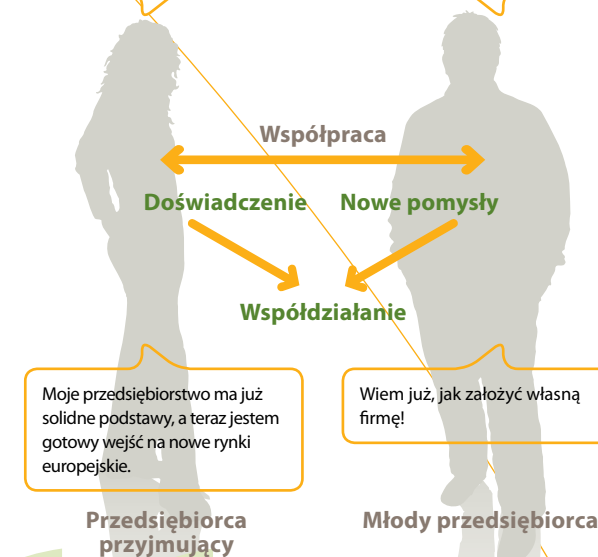 Współpraca
Doświadczenie
Nowe pomysły
Współdziałanie
Moje przedsiębiorstwo ma już
solidne podstawy, a teraz jestem
gotowy wejść na nowe rynki
europejskie.
Wiem już, jak założyć własną
firmę!
Przedsiębiorca
przyjmujący
Młody przedsiębiorca